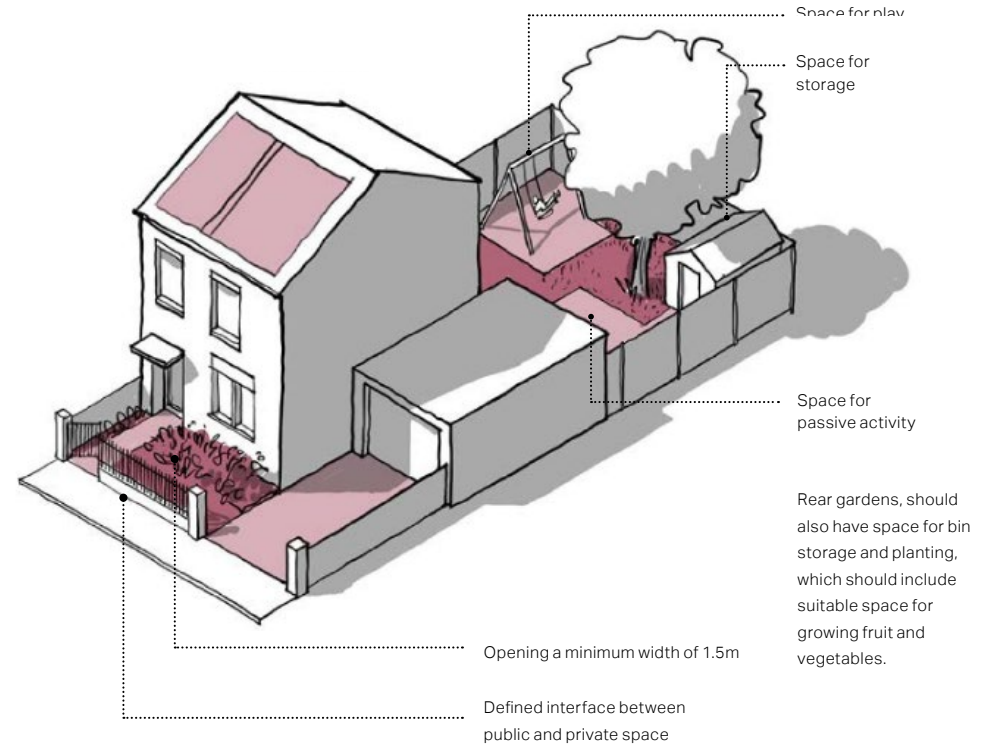 Space for play
Space for
storage
Space for
passive activity
Rear gardens, should
also have space for bin
storage and planting,
which should include
suitable space for
growing fruit and
vegetables.
Opening a minimum width of 1.5m
Defined interface between
public and private space